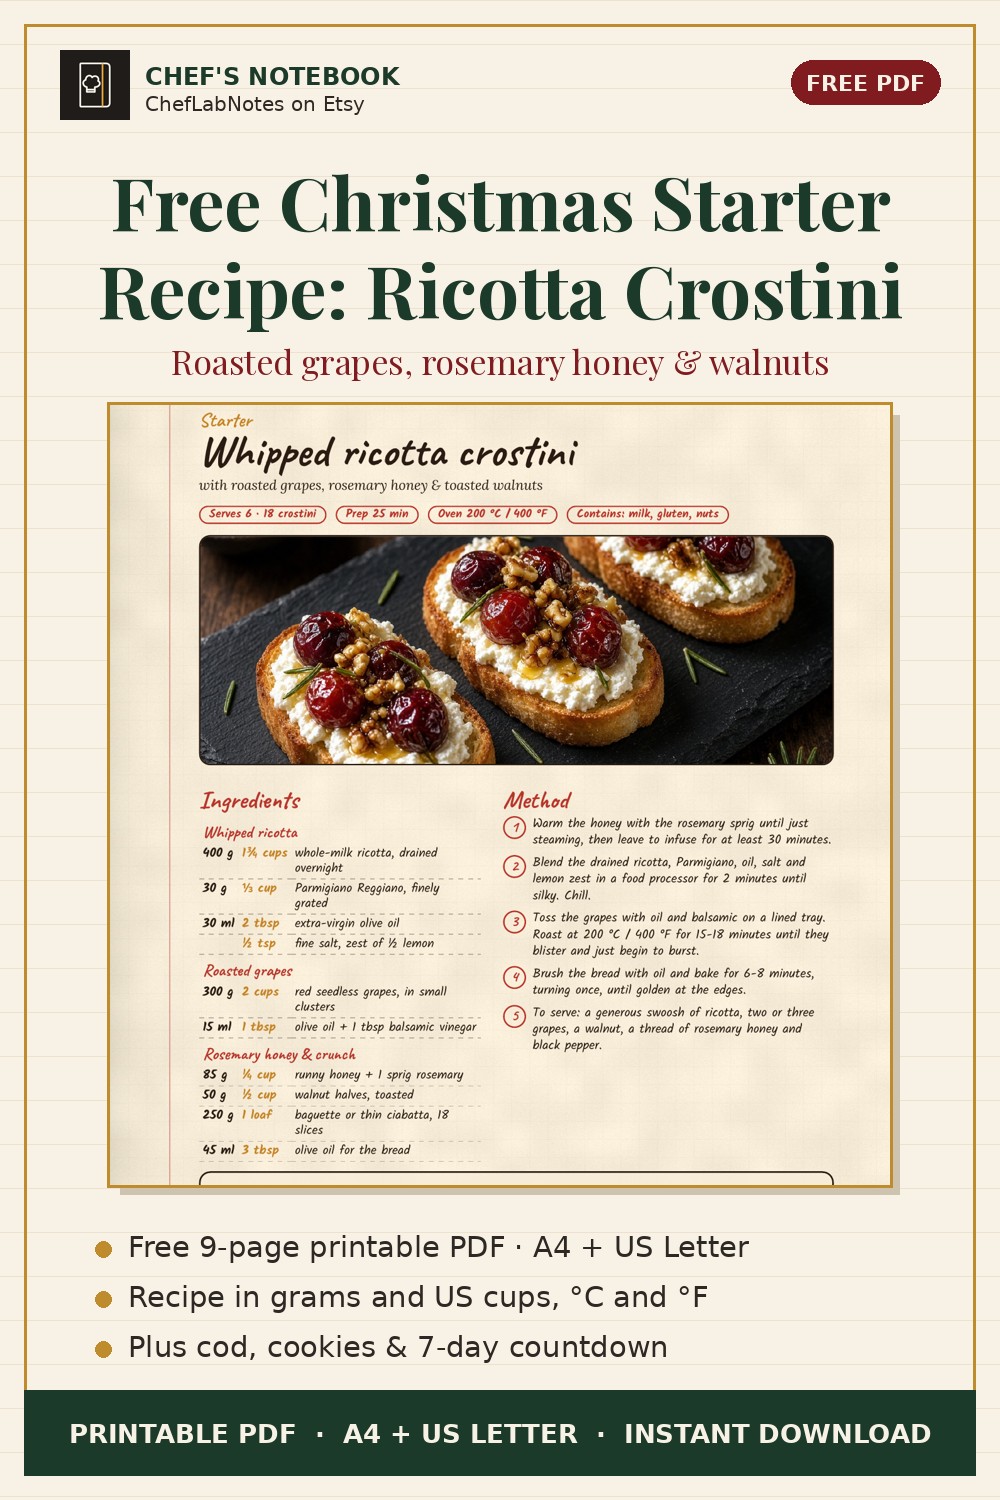 CHEF'S NOTEBOOK
ChefLabNotes on Etsy
FREE PDF
Free Christmas Starter
Recipe: Ricotta Crostini
Roasted grapes, rosemary honey & walnuts
Starter
Whipped ricotta crostini
with roasted grapes, rosemary honey & toasted walnuts
Serves 6 · 18 crostini
Prep 25 min
Oven 200 °C / 400 °F
Contains: milk, gluten, nuts
Ingredients
Whipped ricotta
400 g 1¾ cups whole-milk ricotta, drained
overnight
30 g ⅓ cup Parmigiano Reggiano, finely
grated
30 ml 2 tbsp extra-virgin olive oil
½ tsp fine salt, zest of ½ lemon
Roasted grapes
300 g 2 cups red seedless grapes, in small
clusters
15 ml 1 tbsp olive oil + 1 tbsp balsamic vinegar
Rosemary honey & crunch
85 g ¼ cup runny honey + 1 sprig rosemary
50 g ½ cup walnut halves, toasted
250 g 1 loaf baguette or thin ciabatta, 18
slices
45 ml 3 tbsp olive oil for the bread
Method
1 Warm the honey with the rosemary sprig until just
steaming, then leave to infuse for at least 30 minutes.
2 Blend the drained ricotta, Parmigiano, oil, salt and
lemon zest in a food processor for 2 minutes until
silky. Chill.
3 Toss the grapes with oil and balsamic on a lined tray.
Roast at 200 °C / 400 °F for 15-18 minutes until they
blister and just begin to burst.
4 Brush the bread with oil and bake for 6-8 minutes,
turning once, until golden at the edges.
5 To serve: a generous swoosh of ricotta, two or three
grapes, a walnut, a thread of rosemary honey and
black pepper.
Free 9-page printable PDF · A4 + US Letter
Recipe in grams and US cups, °C and °F
Plus cod, cookies & 7-day countdown
PRINTABLE PDF · A4 + US LETTER · INSTANT DOWNLOAD